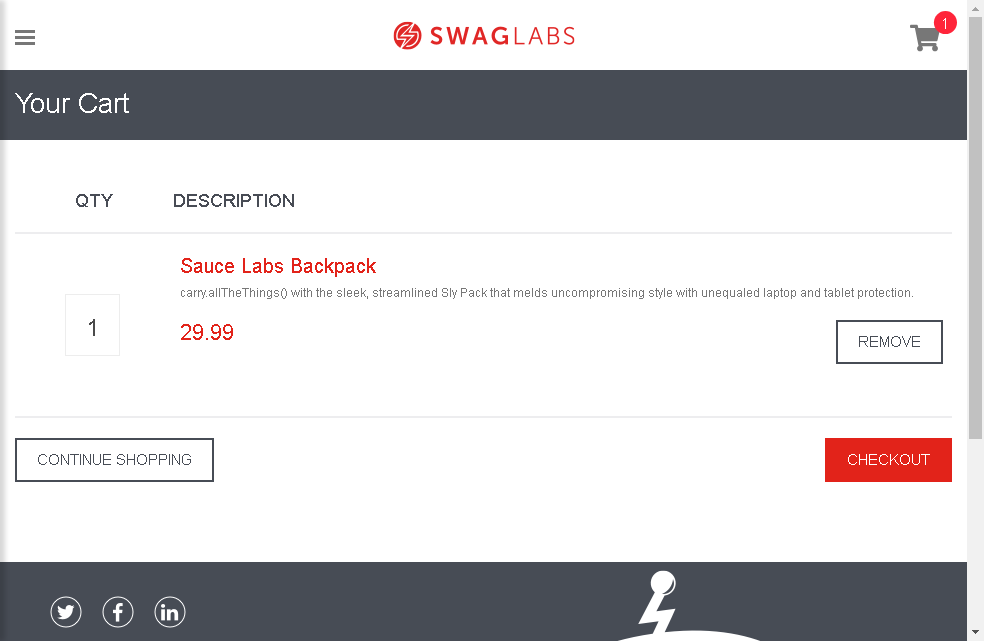 SWAGLABS
1
Your Cart
QTY DESCRIPTION
Sauce Labs Backpack
carry.allTheThings() with the sleek, streamlined Sly Pack that melds uncompromising style with unequaled laptop and tablet protection.
1
29.99
REMOVE
CONTINUE SHOPPING
CHECKOUT